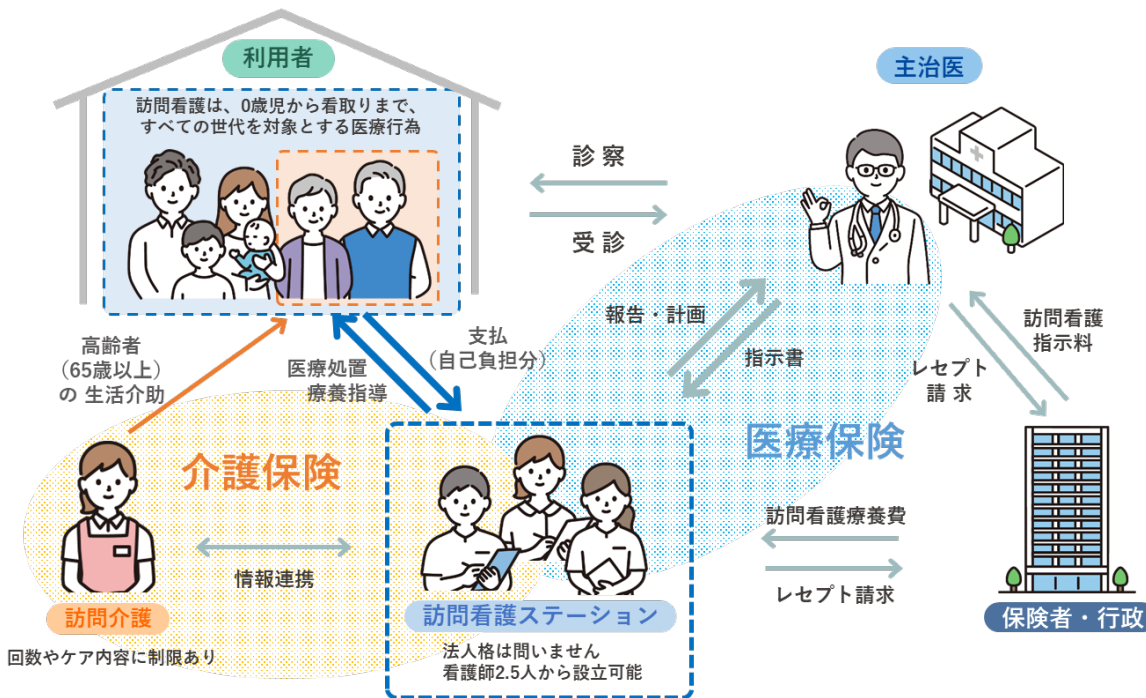 利用者
訪問看護は、0歳児から看取りまで、
すべての世代を対象とする医療行為
主治医
診 察
受 診
報告・計画
指示書
訪問看護
指示料
レセプト
請 求
高齢者
（65歳以上）
の 生活介助
医療処置
療養指導
支払
（自己負担分）
介護保険
医療保険
情報連携
訪問看護療養費
レセプト請求
訪問介護
回数やケア内容に制限あり
訪問看護ステーション
法人格は問いません
看護師2.5人から設立可能
保険者・行政